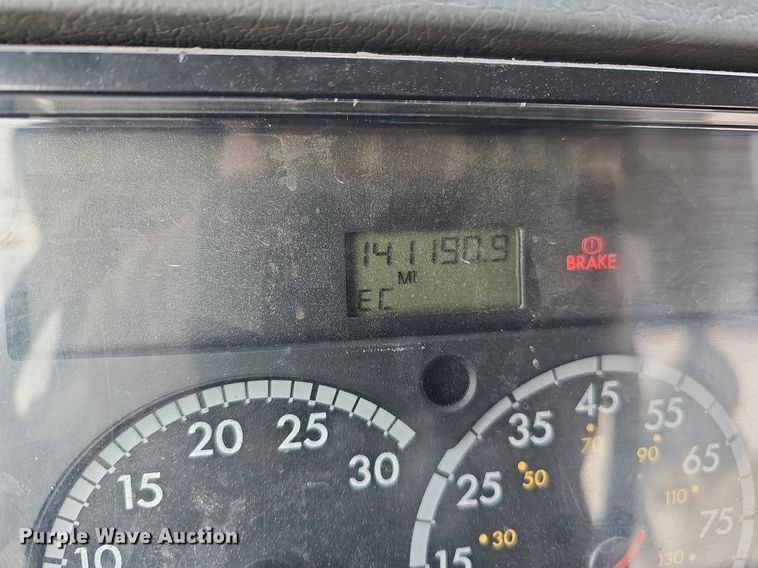 141190.9
MI
EC
BRAKE
10 15 20 25 30
15 25 35 45 55 65 75
30 50 70 90 110 130
Purple Wave Auction